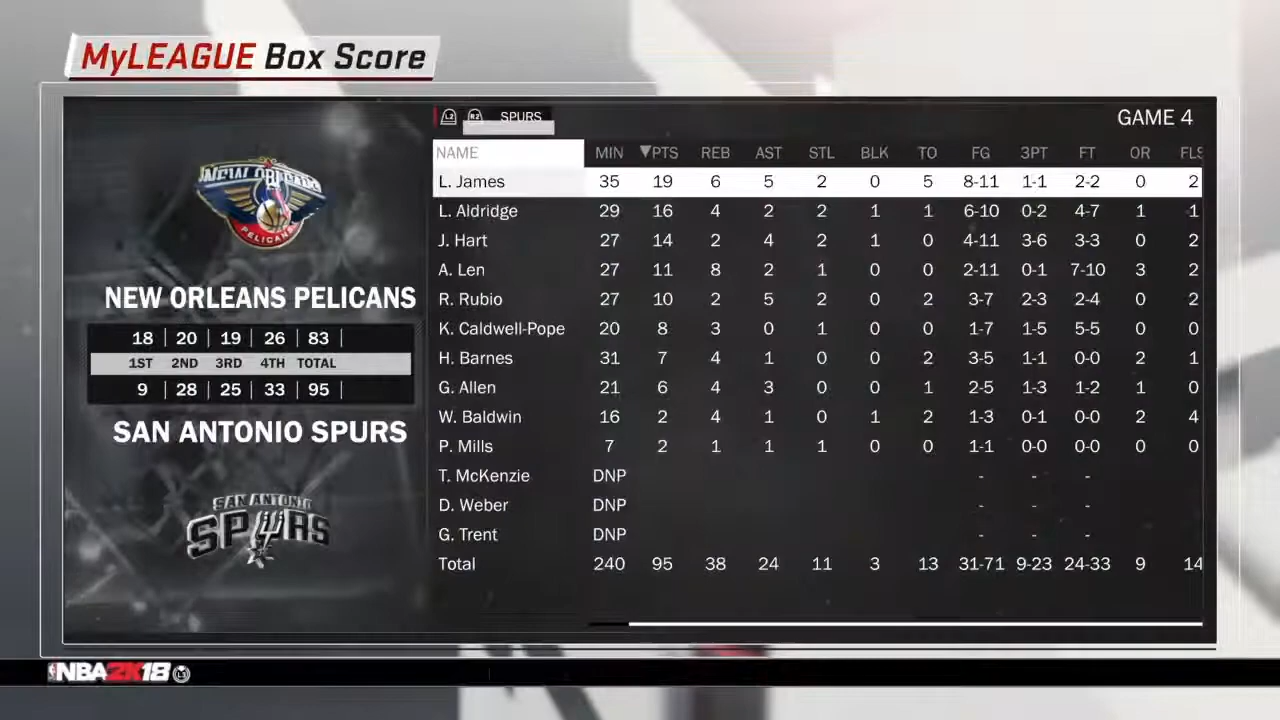 MyLEAGUE Box Score
L2 R2 SPURS GAME 4
NAME MIN ▼PTS REB AST STL BLK TO FG 3PT FT OR FLS
L. James 35 19 6 5 2 0 5 8-11 1-1 2-2 0 2
L. Aldridge 29 16 4 2 2 1 1 6-10 0-2 4-7 1 1
J. Hart 27 14 2 4 2 1 0 4-11 3-6 3-3 0 2
A. Len 27 11 8 2 1 0 0 2-11 0-1 7-10 3 2
R. Rubio 27 10 2 5 2 0 2 3-7 2-3 2-4 0 2
K. Caldwell-Pope 20 8 3 0 1 0 0 1-7 1-5 5-5 0 0
H. Barnes 31 7 4 1 0 0 2 3-5 1-1 0-0 2 1
G. Allen 21 6 4 3 0 0 1 2-5 1-3 1-2 1 0
W. Baldwin 16 2 4 1 0 1 2 1-3 0-1 0-0 2 4
P. Mills 7 2 1 1 1 0 0 1-1 0-0 0-0 0 0
T. McKenzie DNP - - -
D. Weber DNP - - -
G. Trent DNP - - -
Total 240 95 38 24 11 3 13 31-71 9-23 24-33 9 14
NEW ORLEANS
PELICANS
NEW ORLEANS PELICANS
18 | 20 | 19 | 26 | 83 |
1ST 2ND 3RD 4TH TOTAL
9 | 28 | 25 | 33 | 95 |
SAN ANTONIO SPURS
SAN ANTONIO
SPURS
NBA 2K18